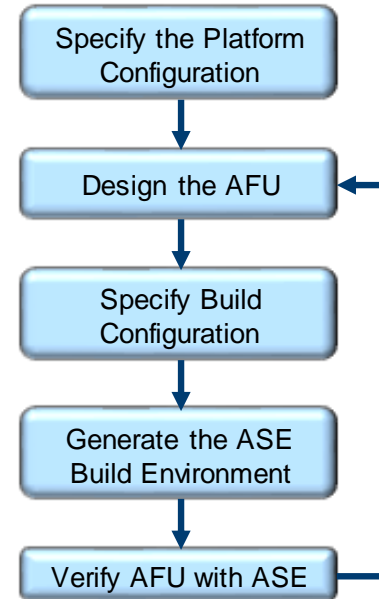 Specify the Platform
Configuration
Design the AFU
Specify Build
Configuration
Generate the ASE
Build Environment
Verify AFU with ASE